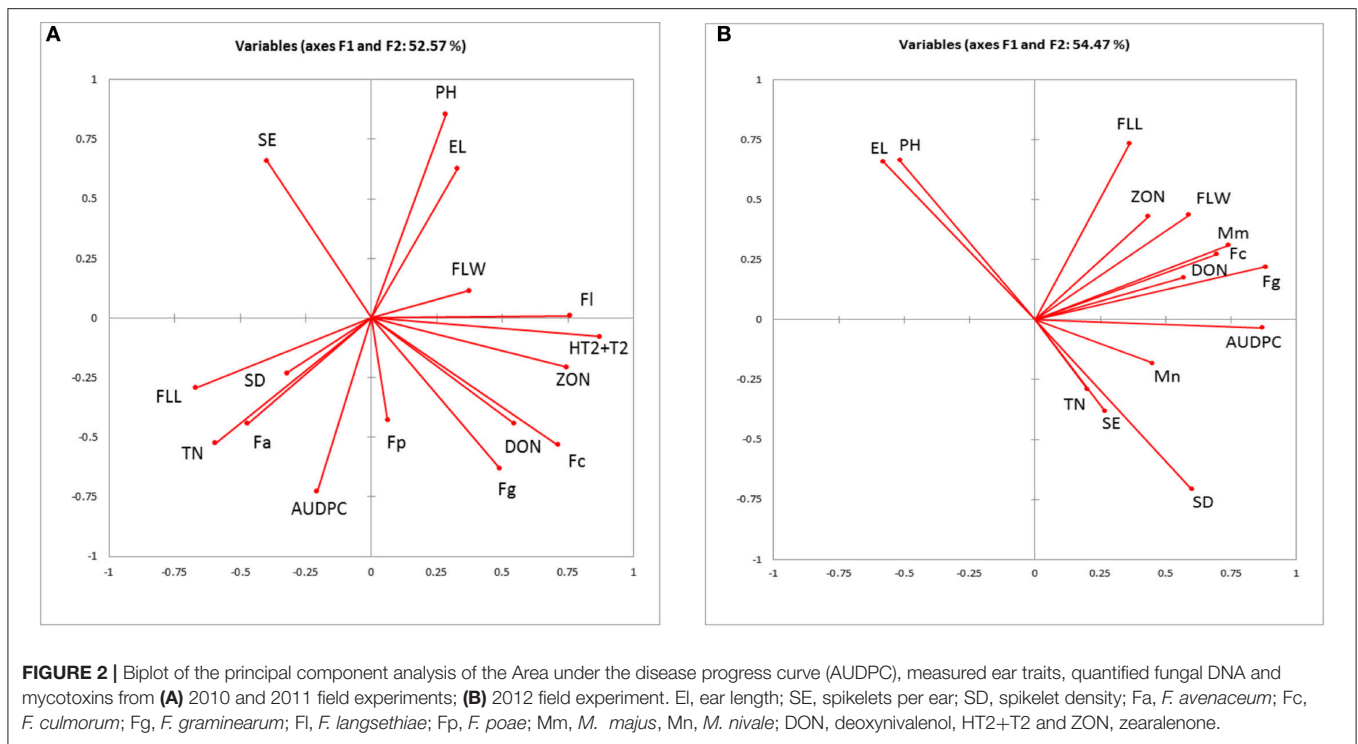 A
Variables (axes F1 and F2: 52.57 %)
1
0.75
0.5
0.25
0
-0.25
-0.5
-0.75
-1
-1 -0.75 -0.5 -0.25 0 0.25 0.5 0.75 1
PH
SE
EL
FLW
Fl
HT2+T2
ZON
FLL
SD
TN
Fa
Fp
DON
Fc
Fg
AUDPC
B
Variables (axes F1 and F2: 54.47 %)
1
0.75
0.5
0.25
0
-0.25
-0.5
-0.75
-1
-1 -0.75 -0.5 -0.25 0 0.25 0.5 0.75 1
EL PH
FLL
ZON
FLW
Mm
Fc
DON
Fg
AUDPC
Mn
TN
SE
SD
FIGURE 2 | Biplot of the principal component analysis of the Area under the disease progress curve (AUDPC), measured ear traits, quantified fungal DNA and
mycotoxins from (A) 2010 and 2011 field experiments; (B) 2012 field experiment. El, ear length; SE, spikelets per ear; SD, spikelet density; Fa, F. avenaceum; Fc,
F. culmorum; Fg, F. graminearum; Fl, F. langsethiae; Fp, F. poae; Mm, M. majus, Mn, M. nivale; DON, deoxynivalenol, HT2+T2 and ZON, zearalenone.